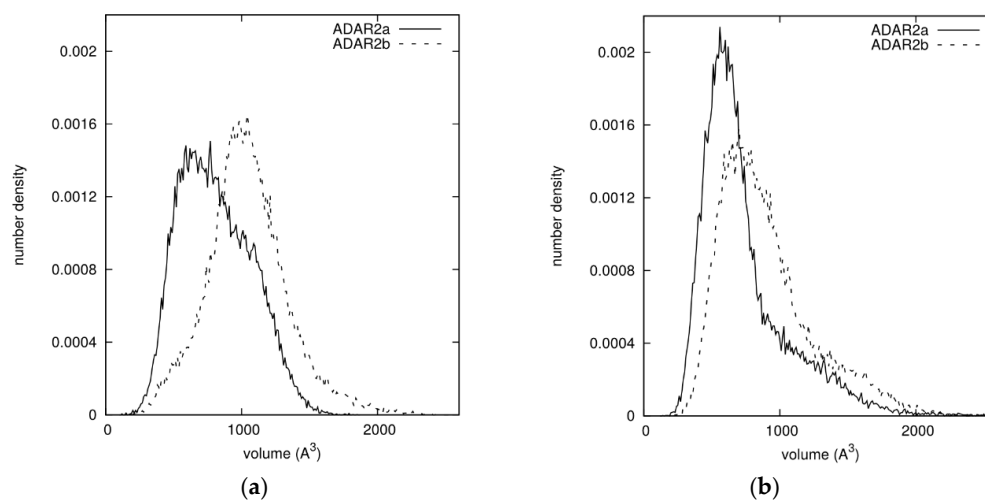 ADAR2a
ADAR2b
0.002
0.0016
0.0012
0.0008
0.0004
0
number density
0 1000 2000
volume (A^3)
(a)
ADAR2a
ADAR2b
0.002
0.0016
0.0012
0.0008
0.0004
0
number density
0 1000 2000
volume (A^3)
(b)